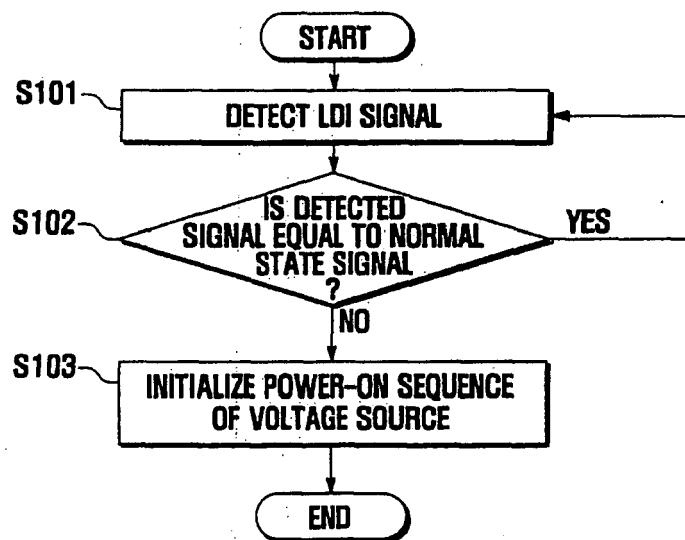 START
S101
DETECT LDI SIGNAL
S102
IS DETECTED
SIGNAL EQUAL TO NORMAL
STATE SIGNAL
?
YES
NO
S103
INITIALIZE POWER-ON SEQUENCE
OF VOLTAGE SOURCE
END